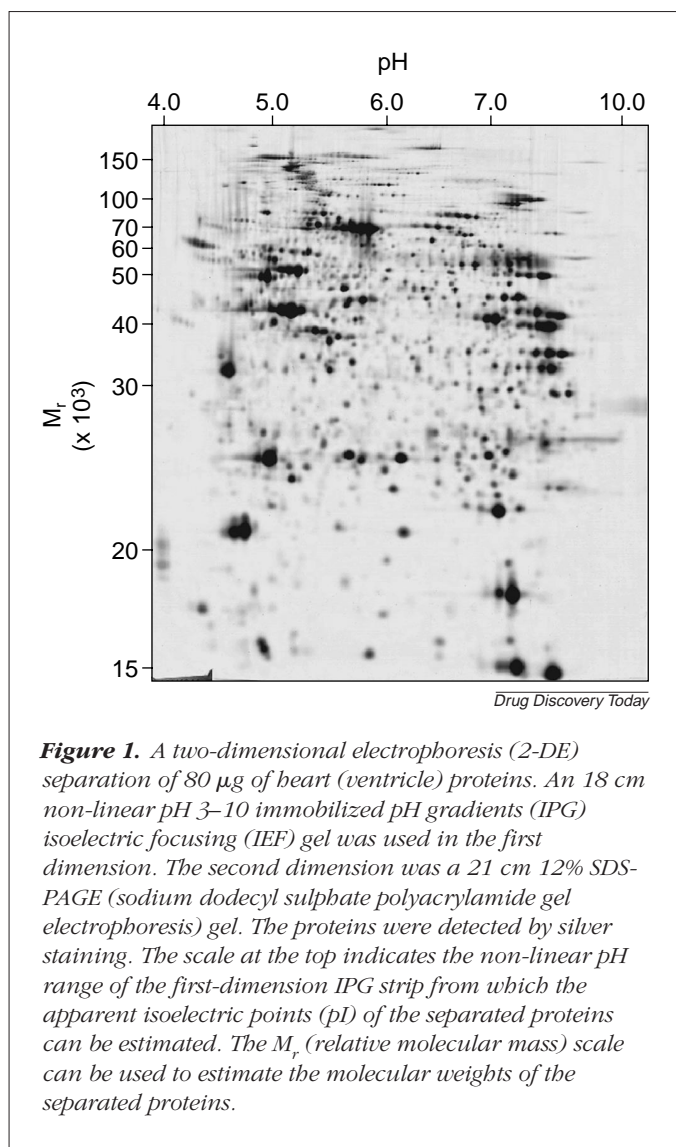 pH
4.0 5.0 6.0 7.0 10.0
150
100
70
60
50
40
30
20
15
Mr
(x 10³)
Drug Discovery Today
Figure 1. A two-dimensional electrophoresis (2-DE)
separation of 80 µg of heart (ventricle) proteins. An 18 cm
non-linear pH 3–10 immobilized pH gradients (IPG)
isoelectric focusing (IEF) gel was used in the first
dimension. The second dimension was a 21 cm 12% SDS-
PAGE (sodium dodecyl sulphate polyacrylamide gel
electrophoresis) gel. The proteins were detected by silver
staining. The scale at the top indicates the non-linear pH
range of the first-dimension IPG strip from which the
apparent isoelectric points (pI) of the separated proteins
can be estimated. The Mr (relative molecular mass) scale
can be used to estimate the molecular weights of the
separated proteins.